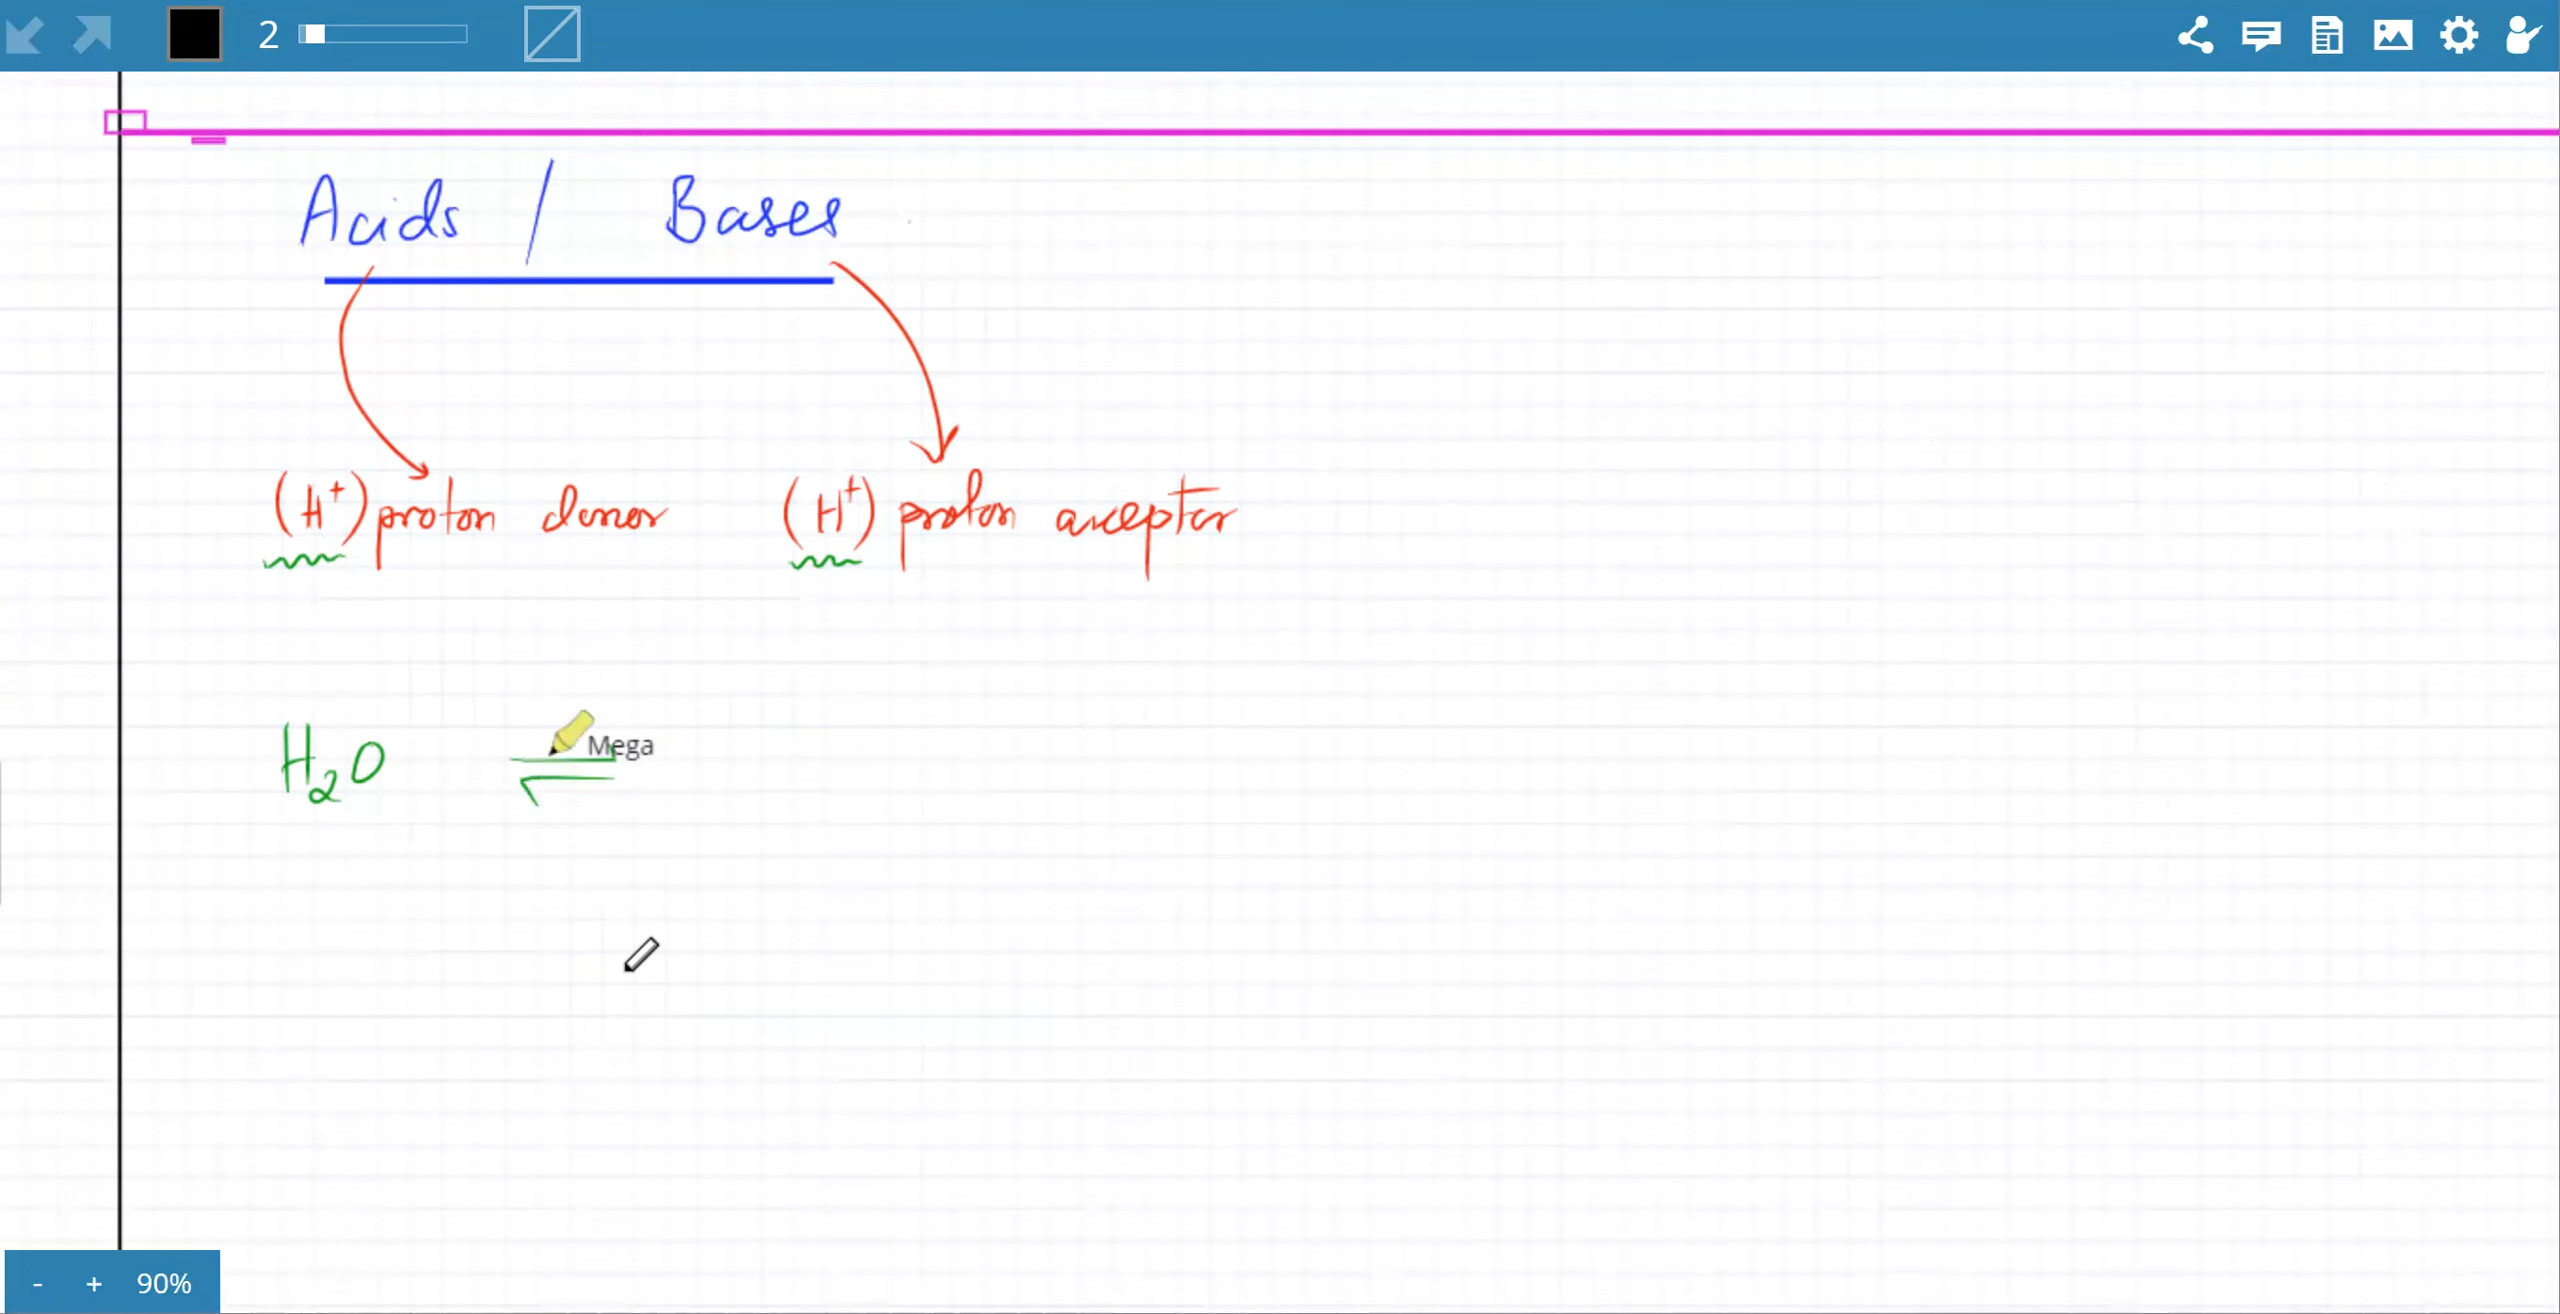 2
Acids / Bases
(H⁺) proton donor (H⁺) proton acceptor
H₂O ⇌
Mega
- + 90%